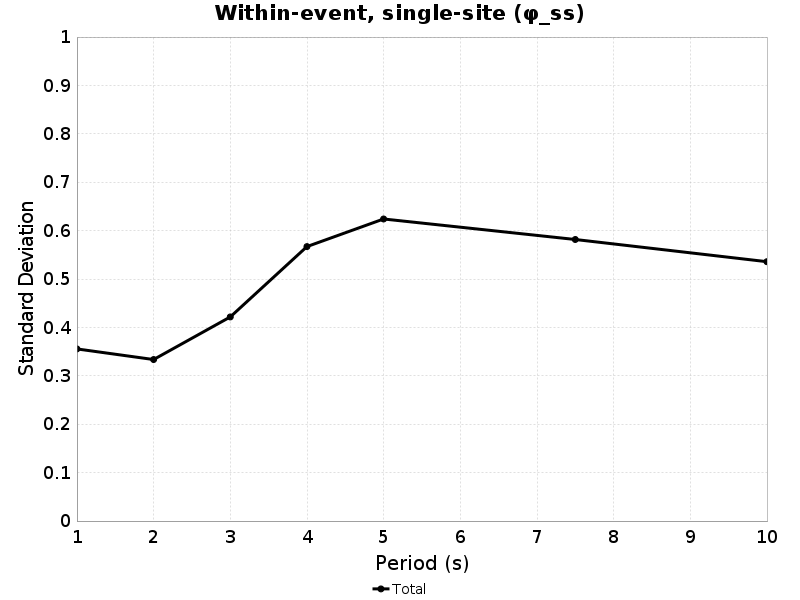 Within-event, single-site (φ_ss)
1
0.9
0.8
0.7
0.6
0.5
0.4
0.3
0.2
0.1
0
Standard Deviation
1 2 3 4 5 6 7 8 9 10
Period (s)
Total